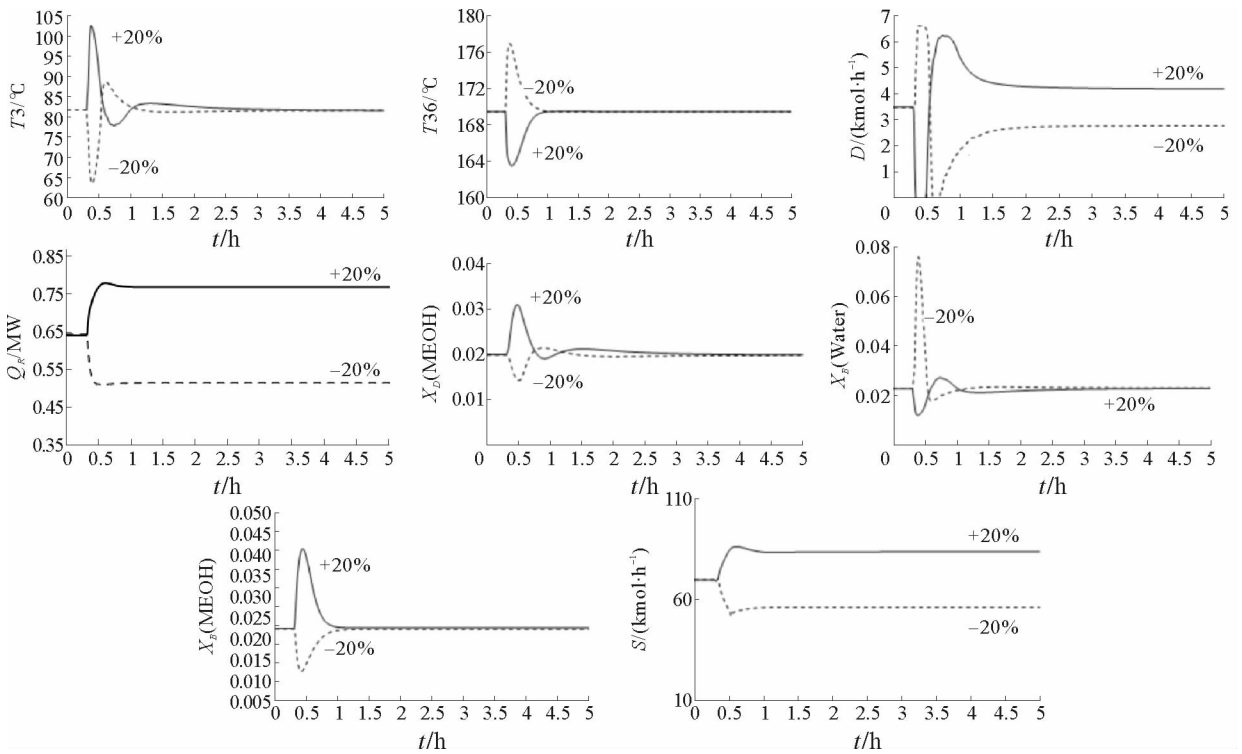 T3/℃
105
100
95
90
85
80
75
70
65
60
+20%
−20%
0 0.5 1 1.5 2 2.5 3 3.5 4 4.5 5
t/h
T36/℃
180
176
172
168
164
160
−20%
+20%
0 0.5 1 1.5 2 2.5 3 3.5 4 4.5 5
t/h
D/(kmol·h⁻¹)
7
6
5
4
3
2
1
+20%
−20%
0 0.5 1 1.5 2 2.5 3 3.5 4 4.5 5
t/h
Q_R/MW
0.85
0.75
0.65
0.55
0.45
0.35
+20%
−20%
0 0.5 1 1.5 2 2.5 3 3.5 4 4.5 5
t/h
X_D(MEOH)
0.04
0.03
0.02
0.01
+20%
−20%
0 0.5 1 1.5 2 2.5 3 3.5 4 4.5 5
t/h
X_B(Water)
0.08
0.06
0.04
0.02
−20%
+20%
0 0.5 1 1.5 2 2.5 3 3.5 4 4.5 5
t/h
X_B(MEOH)
0.050
0.045
0.040
0.035
0.030
0.025
0.020
0.015
0.010
0.005
+20%
−20%
0 0.5 1 1.5 2 2.5 3 3.5 4 4.5 5
t/h
S/(kmol·h⁻¹)
110
60
10
+20%
−20%
0 0.5 1 1.5 2 2.5 3 3.5 4 4.5 5
t/h